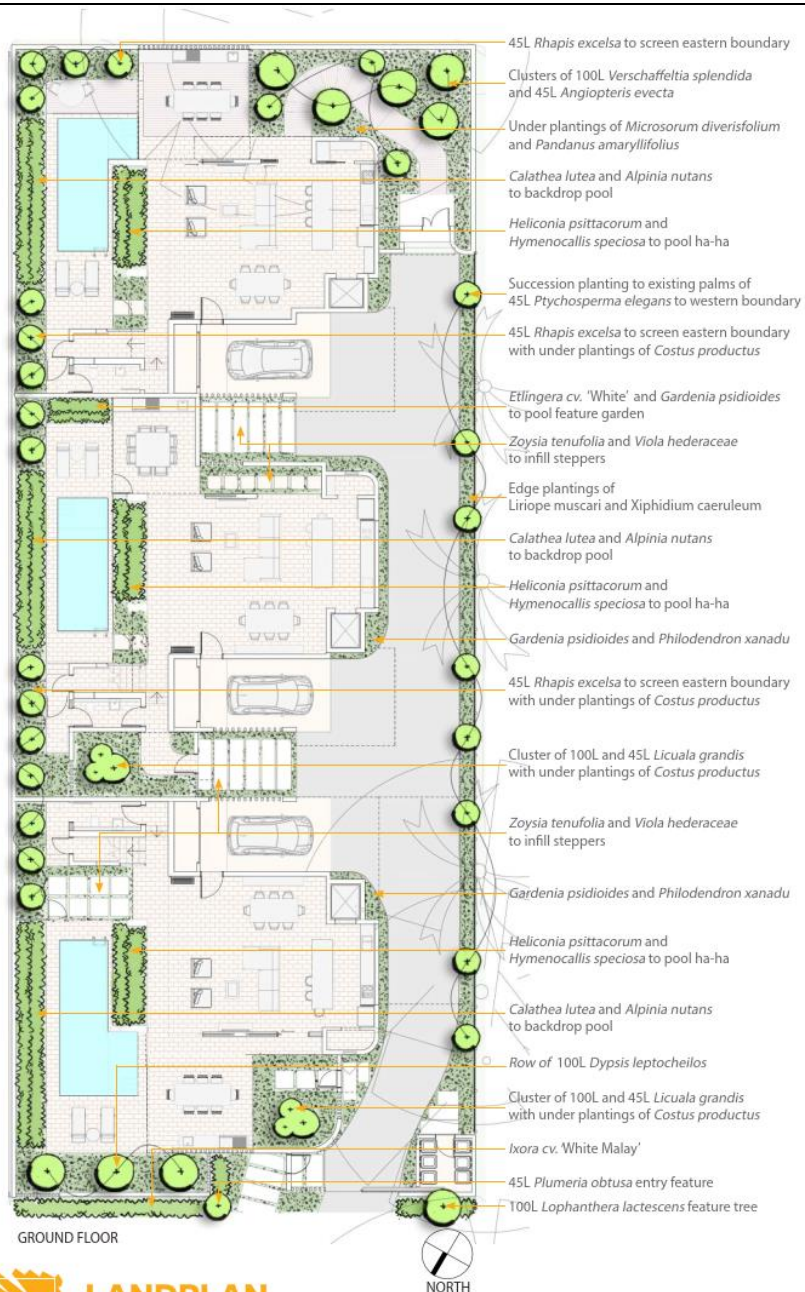 45L Rhapis excelsa to screen eastern boundary
Clusters of 100L Verschaffeltia splendida
and 45L Angiopteris evecta
Under plantings of Microsorum diverisfolium
and Pandanus amaryllifolius
Calathea lutea and Alpinia nutans
to backdrop pool
Heliconia psittacorum and
Hymenocallis speciosa to pool ha-ha
Succession planting to existing palms of
45L Ptychosperma elegans to western boundary
45L Rhapis excelsa to screen eastern boundary
with under plantings of Costus productus
Etlingera cv. 'White' and Gardenia psidioides
to pool feature garden
Zoysia tenufolia and Viola hederaceae
to infill steppers
Edge plantings of
Liriope muscari and Xiphidium caeruleum
Calathea lutea and Alpinia nutans
to backdrop pool
Heliconia psittacorum and
Hymenocallis speciosa to pool ha-ha
Gardenia psidioides and Philodendron xanadu
45L Rhapis excelsa to screen eastern boundary
with under plantings of Costus productus
Cluster of 100L and 45L Licuala grandis
with under plantings of Costus productus
Zoysia tenufolia and Viola hederaceae
to infill steppers
Gardenia psidioides and Philodendron xanadu
Heliconia psittacorum and
Hymenocallis speciosa to pool ha-ha
Calathea lutea and Alpinia nutans
to backdrop pool
Row of 100L Dypsis leptocheilos
Cluster of 100L and 45L Licuala grandis
with under plantings of Costus productus
Ixora cv. 'White Malay'
45L Plumeria obtusa entry feature
100L Lophanthera lactescens feature tree
GROUND FLOOR
NORTH
LANDPLAN